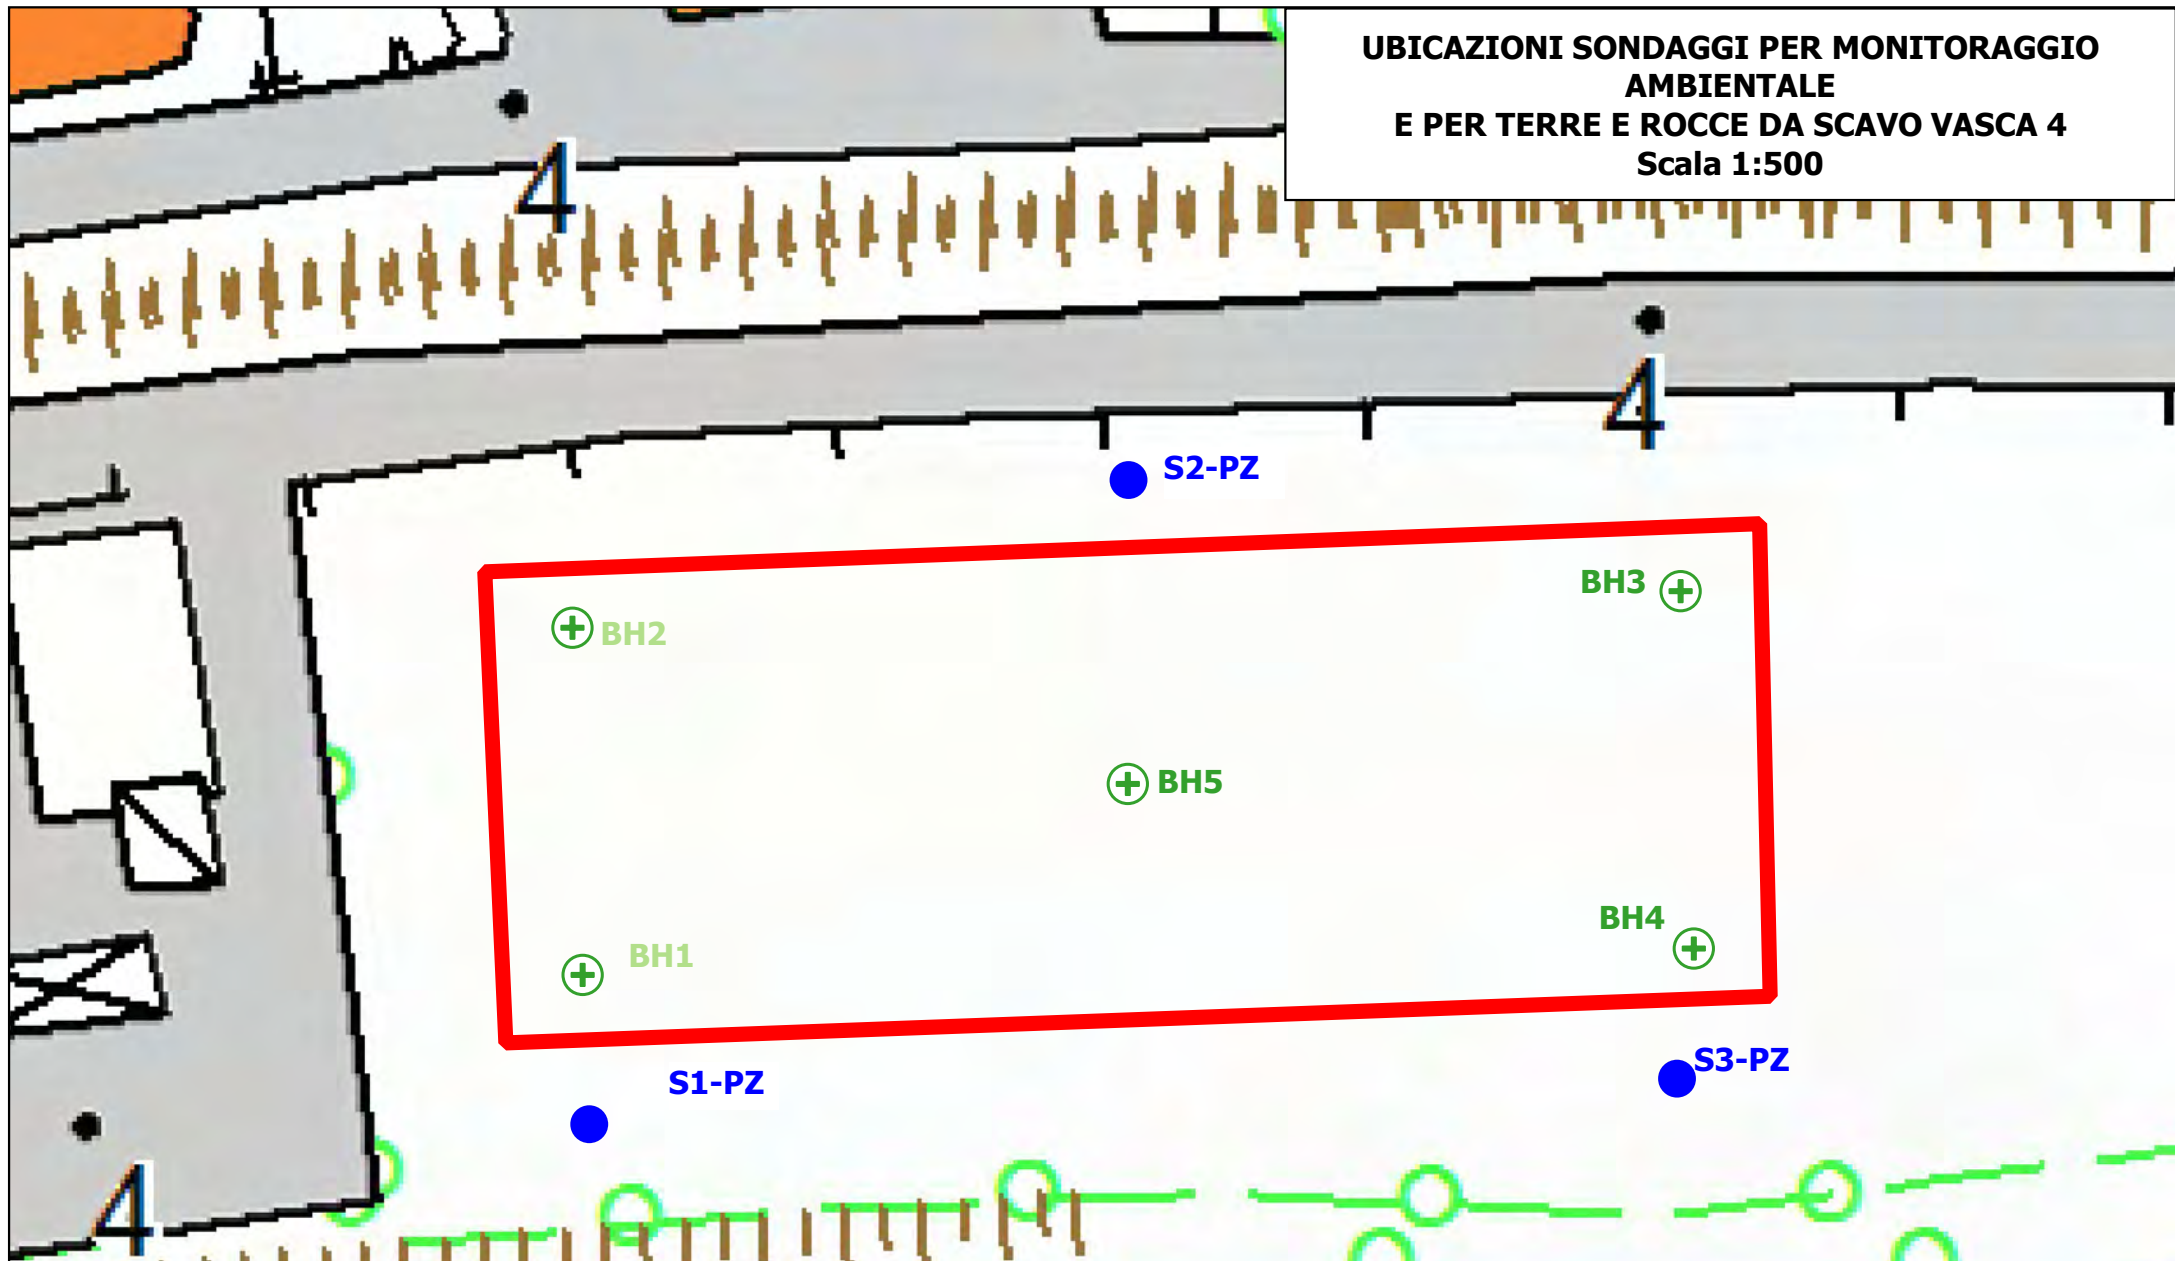 UBICAZIONI SONDAGGI PER MONITORAGGIO
AMBIENTALE
E PER TERRE E ROCCE DA SCAVO VASCA 4
Scala 1:500
4
4
S2-PZ
BH3
BH2
BH5
BH4
BH1
S3-PZ
S1-PZ
4